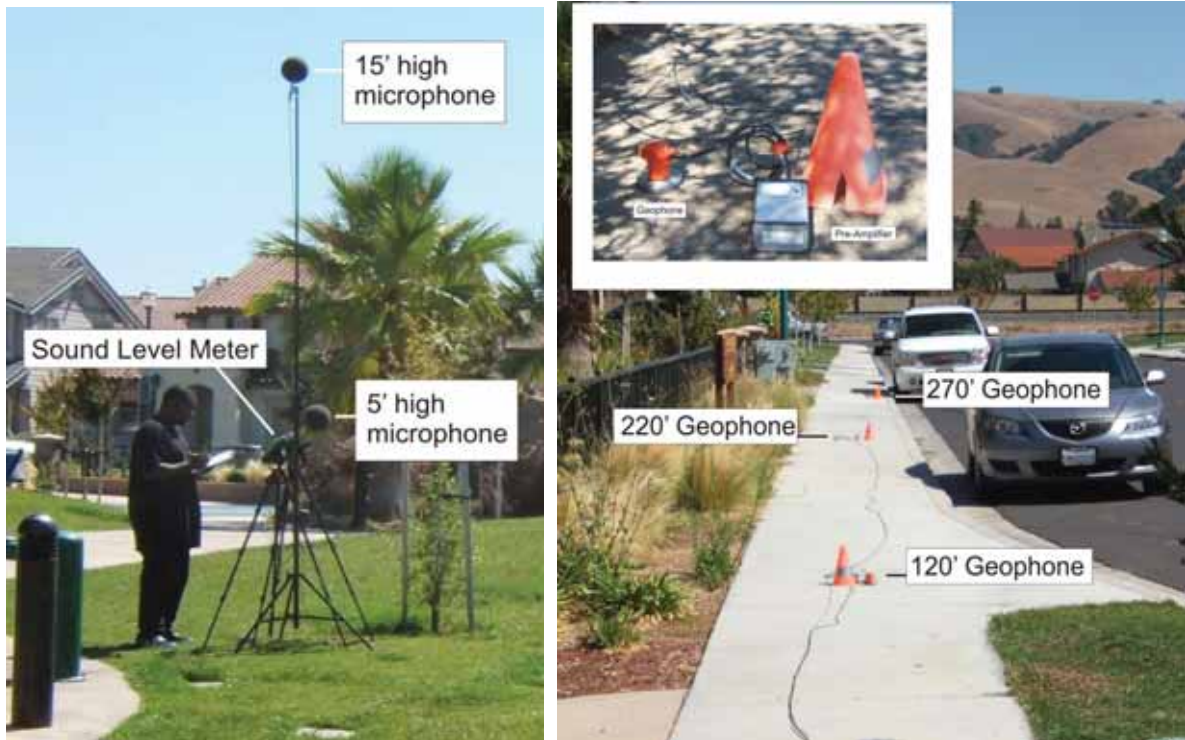 15' high
microphone
Sound Level Meter
5' high
microphone
Geophone
Pre-Amplifier
270' Geophone
220' Geophone
120' Geophone